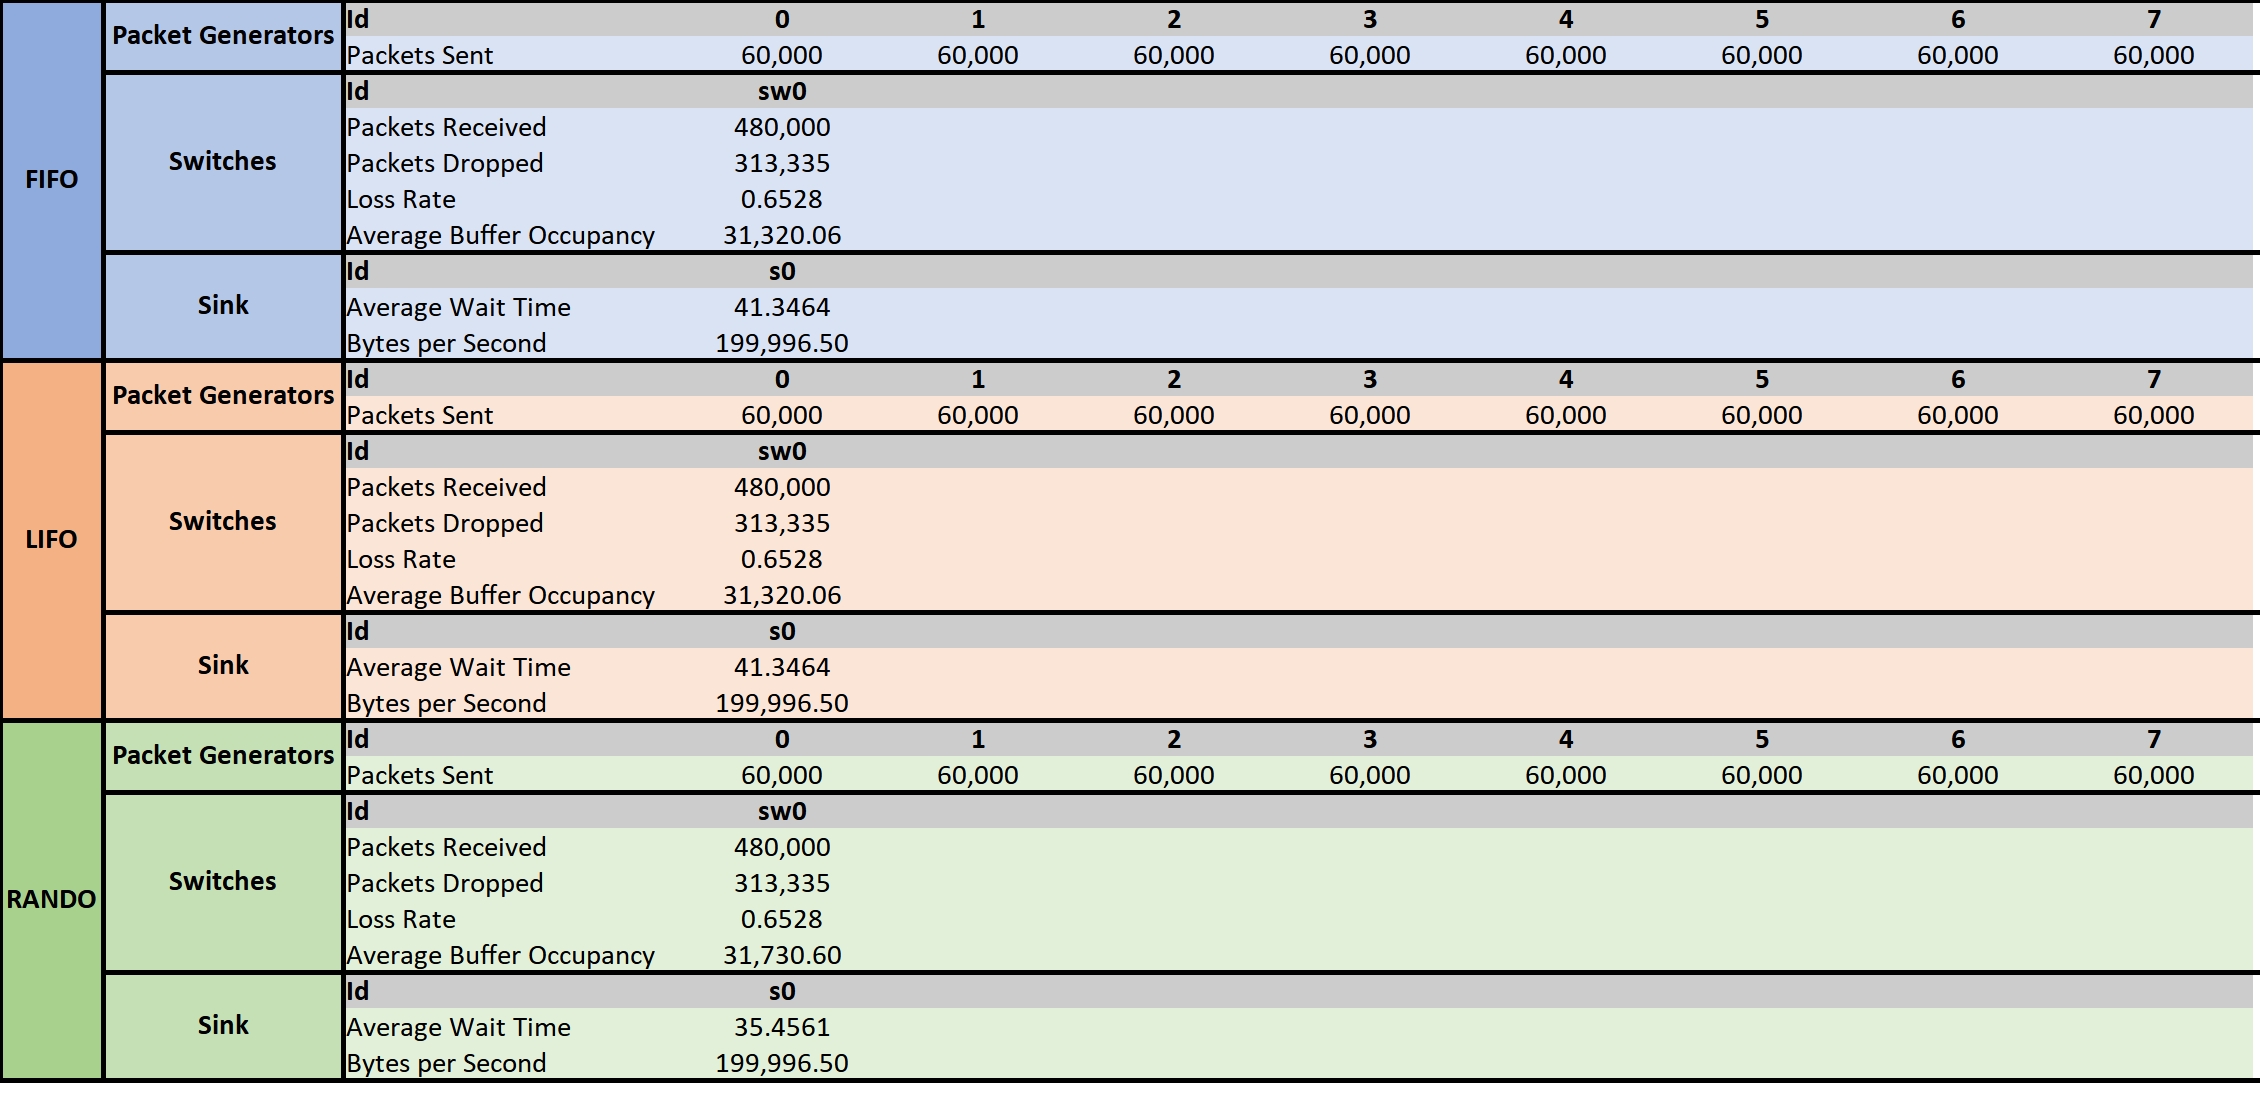 FIFO
Packet Generators
Id 0 1 2 3 4 5 6 7
Packets Sent 60,000 60,000 60,000 60,000 60,000 60,000 60,000 60,000
Switches
Id sw0
Packets Received 480,000
Packets Dropped 313,335
Loss Rate 0.6528
Average Buffer Occupancy 31,320.06
Sink
Id s0
Average Wait Time 41.3464
Bytes per Second 199,996.50
LIFO
Packet Generators
Id 0 1 2 3 4 5 6 7
Packets Sent 60,000 60,000 60,000 60,000 60,000 60,000 60,000 60,000
Switches
Id sw0
Packets Received 480,000
Packets Dropped 313,335
Loss Rate 0.6528
Average Buffer Occupancy 31,320.06
Sink
Id s0
Average Wait Time 41.3464
Bytes per Second 199,996.50
RANDO
Packet Generators
Id 0 1 2 3 4 5 6 7
Packets Sent 60,000 60,000 60,000 60,000 60,000 60,000 60,000 60,000
Switches
Id sw0
Packets Received 480,000
Packets Dropped 313,335
Loss Rate 0.6528
Average Buffer Occupancy 31,730.60
Sink
Id s0
Average Wait Time 35.4561
Bytes per Second 199,996.50